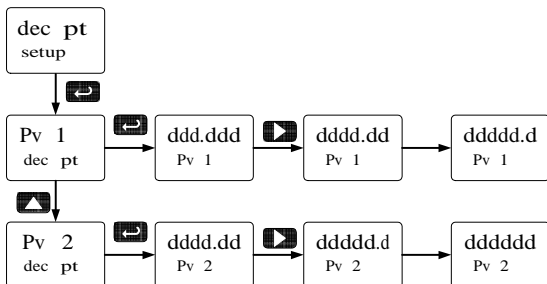 dec pt
setup
Pv 1
dec pt
ddd.ddd
Pv 1
dddd.dd
Pv 1
ddddd.d
Pv 1
Pv 2
dec pt
dddd.dd
Pv 2
ddddd.d
Pv 2
dddddd
Pv 2